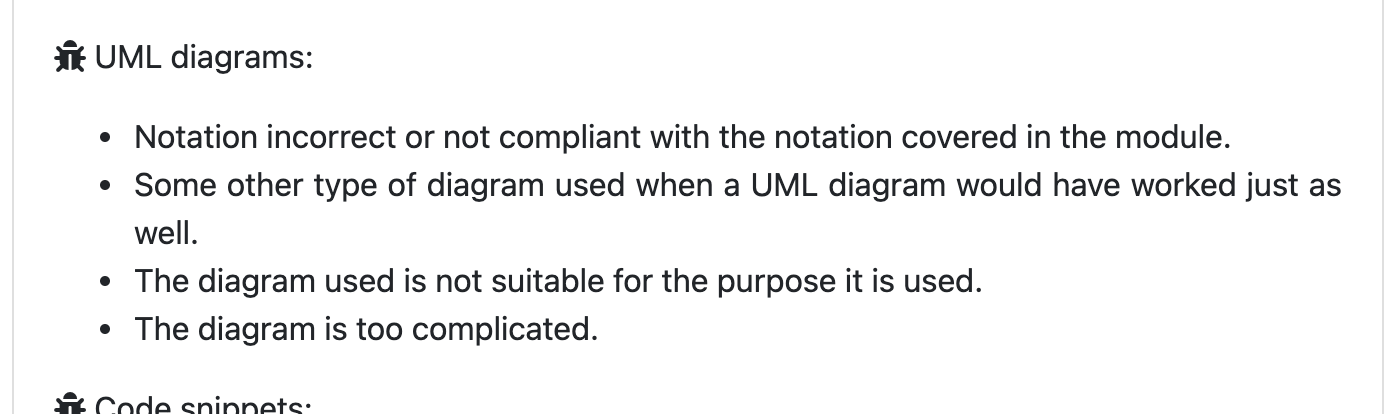 UML diagrams:
Notation incorrect or not compliant with the notation covered in the module.
Some other type of diagram used when a UML diagram would have worked just as
well.
The diagram used is not suitable for the purpose it is used.
The diagram is too complicated.
Code snippets: